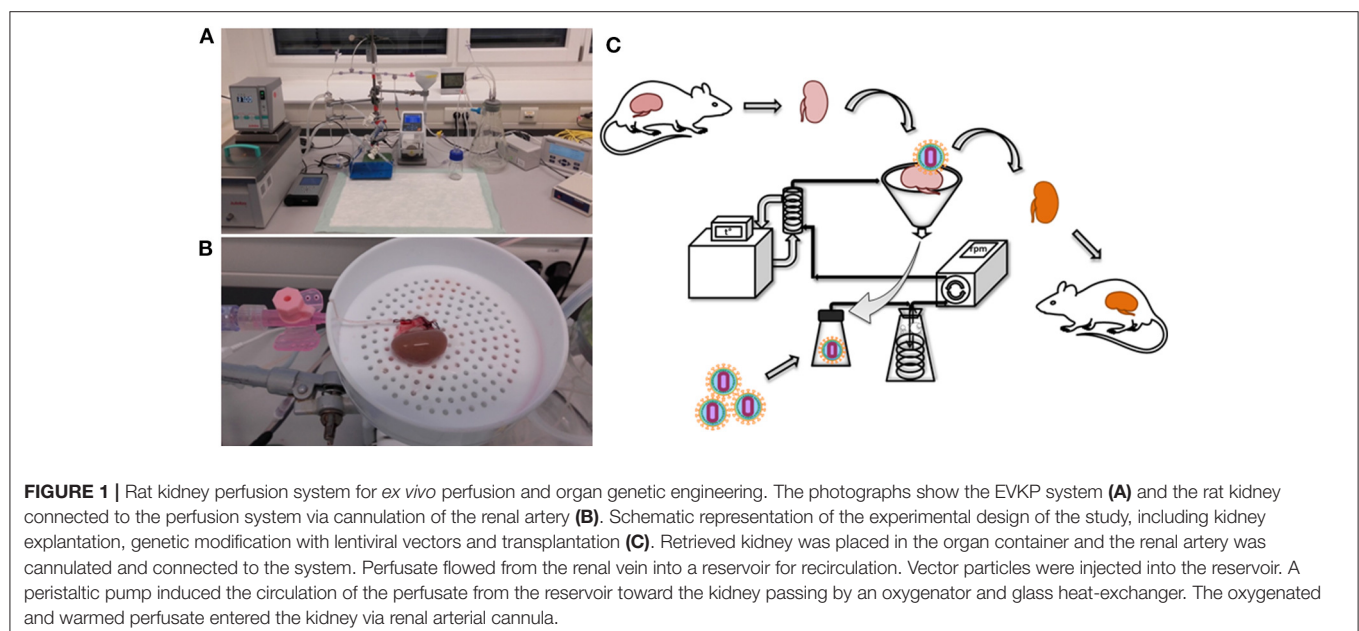 A
B
C
t°
rpm
FIGURE 1 | Rat kidney perfusion system for ex vivo perfusion and organ genetic engineering. The photographs show the EVKP system (A) and the rat kidney
connected to the perfusion system via cannulation of the renal artery (B). Schematic representation of the experimental design of the study, including kidney
explantation, genetic modification with lentiviral vectors and transplantation (C). Retrieved kidney was placed in the organ container and the renal artery was
cannulated and connected to the system. Perfusate flowed from the renal vein into a reservoir for recirculation. Vector particles were injected into the reservoir. A
peristaltic pump induced the circulation of the perfusate from the reservoir toward the kidney passing by an oxygenator and glass heat-exchanger. The oxygenated
and warmed perfusate entered the kidney via renal arterial cannula.